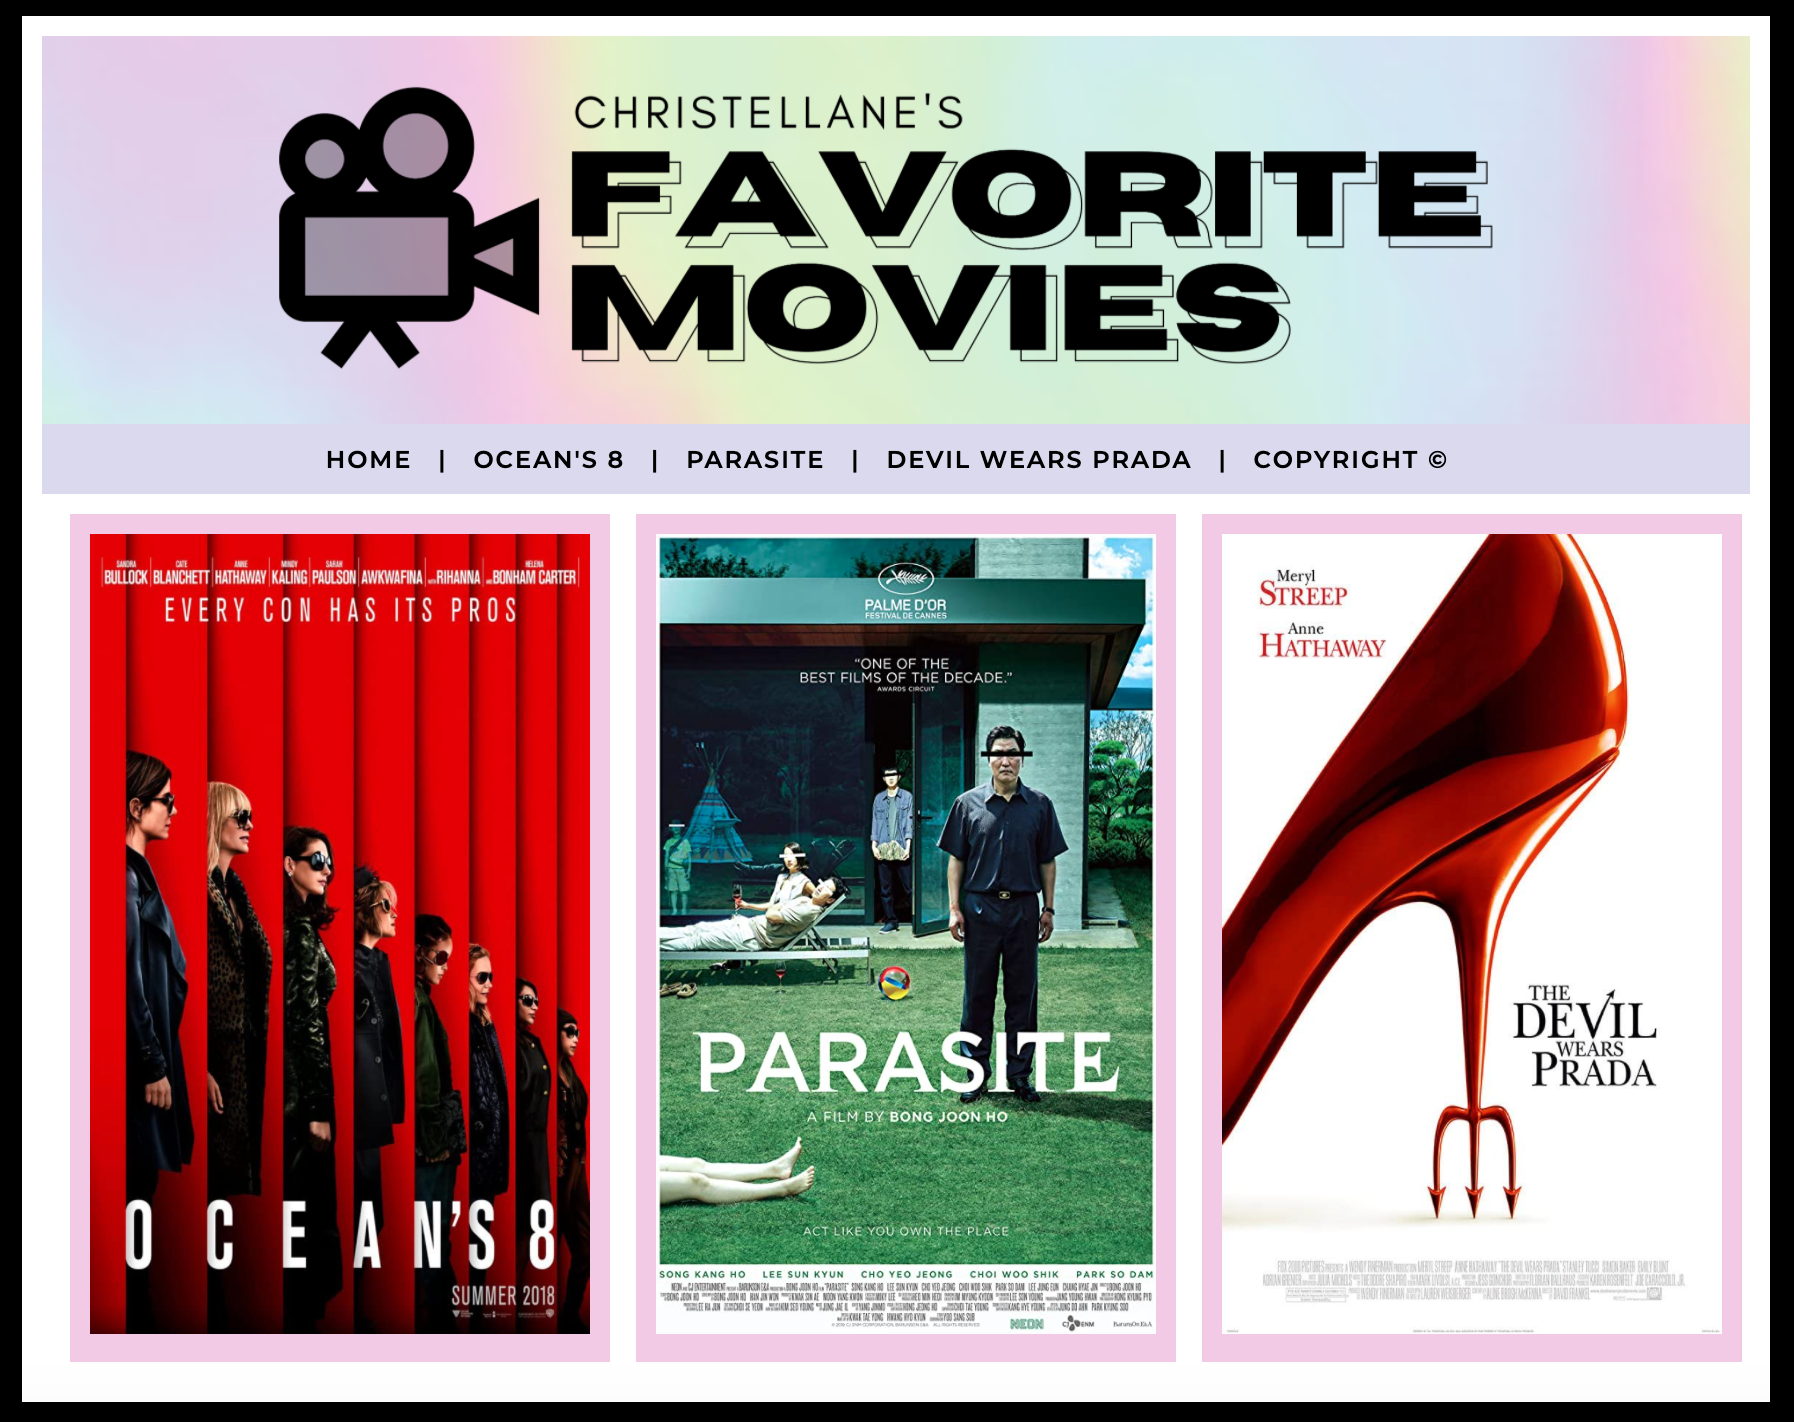 CHRISTELLANE'S
FAVORITE
MOVIES
HOME | OCEAN'S 8 | PARASITE | DEVIL WEARS PRADA | COPYRIGHT ©
SANDRA BULLOCK CATE BLANCHETT ANNE HATHAWAY MINDY KALING SARAH PAULSON AWKWAFINA RIHANNA HELENA BONHAM CARTER
EVERY CON HAS ITS PROS
OCEAN'S 8
SUMMER 2018
PALME D'OR
FESTIVAL DE CANNES
“ONE OF THE
BEST FILMS OF THE DECADE.”
AWARDS CIRCUIT
PARASITE
A FILM BY BONG JOON HO
ACT LIKE YOU OWN THE PLACE
SONG KANG HO LEE SUN KYUN CHO YEO JEONG CHOI WOO SHIK PARK SO DAM
NEON CJ ENM Barunson E&A
Meryl
STREEP
Anne
HATHAWAY
THE
DEVIL
WEARS
PRADA